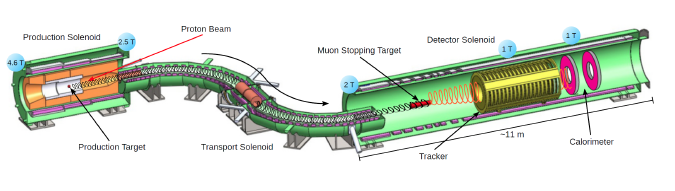 Production Solenoid
4.6 T
2.5 T
Proton Beam
Production Target
Transport Solenoid
Muon Stopping Target
2 T
Detector Solenoid
1 T
1 T
Tracker
~11 m
Calorimeter